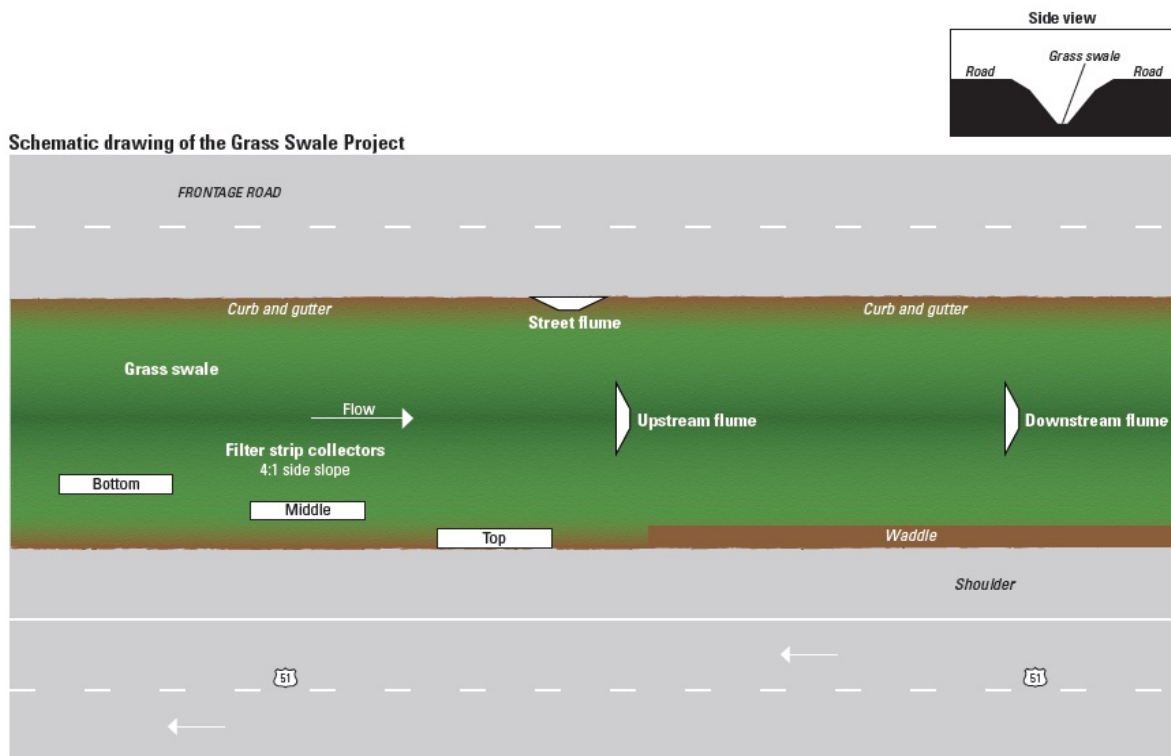 Side view
Grass swale
Road
Road
Schematic drawing of the Grass Swale Project
FRONTAGE ROAD
Curb and gutter
Curb and gutter
Street flume
Grass swale
Flow
Upstream flume
Downstream flume
Filter strip collectors
4:1 side slope
Bottom
Middle
Top
Waddle
Shoulder
51
51